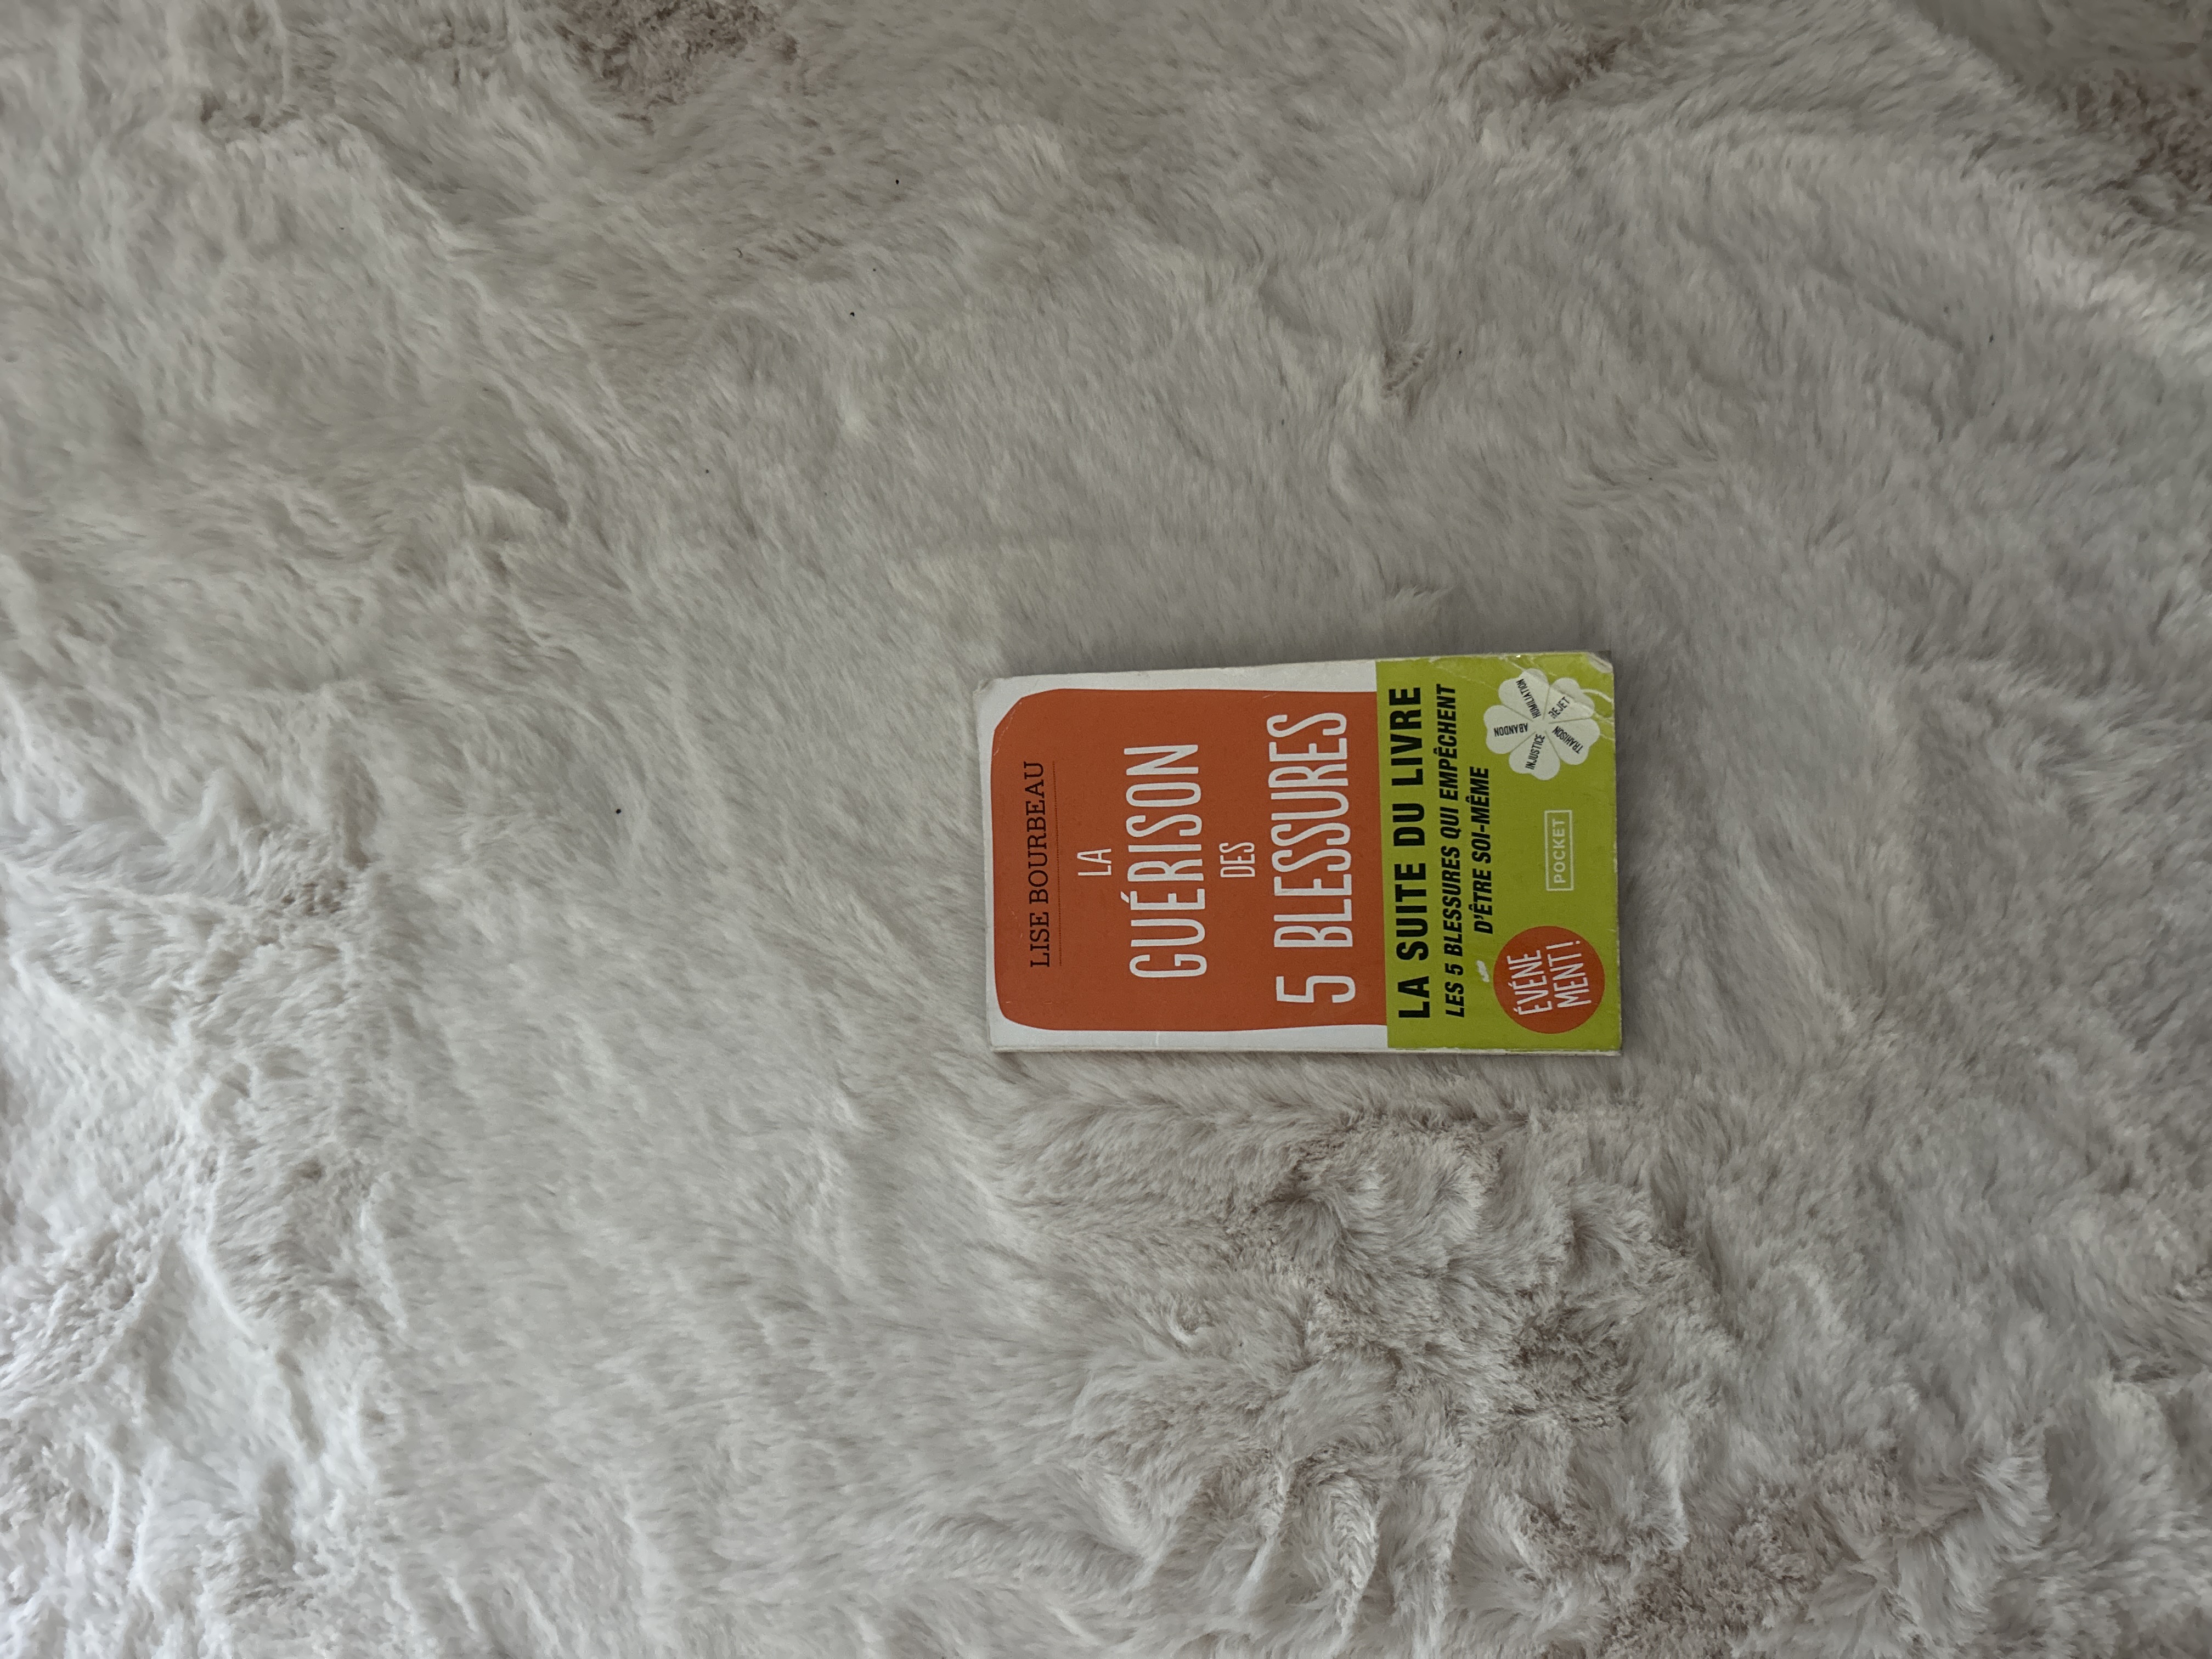 LISE BOURBEAU
LA
GUÉRISON
DES
5 BLESSURES
LA SUITE DU LIVRE
LES 5 BLESSURES QUI EMPÊCHENT
D'ÊTRE SOI-MÊME
ÉVÉNE
MENT !
POCKET
HUMILIATION
REJET
TRAHISON
INJUSTICE
ABANDON